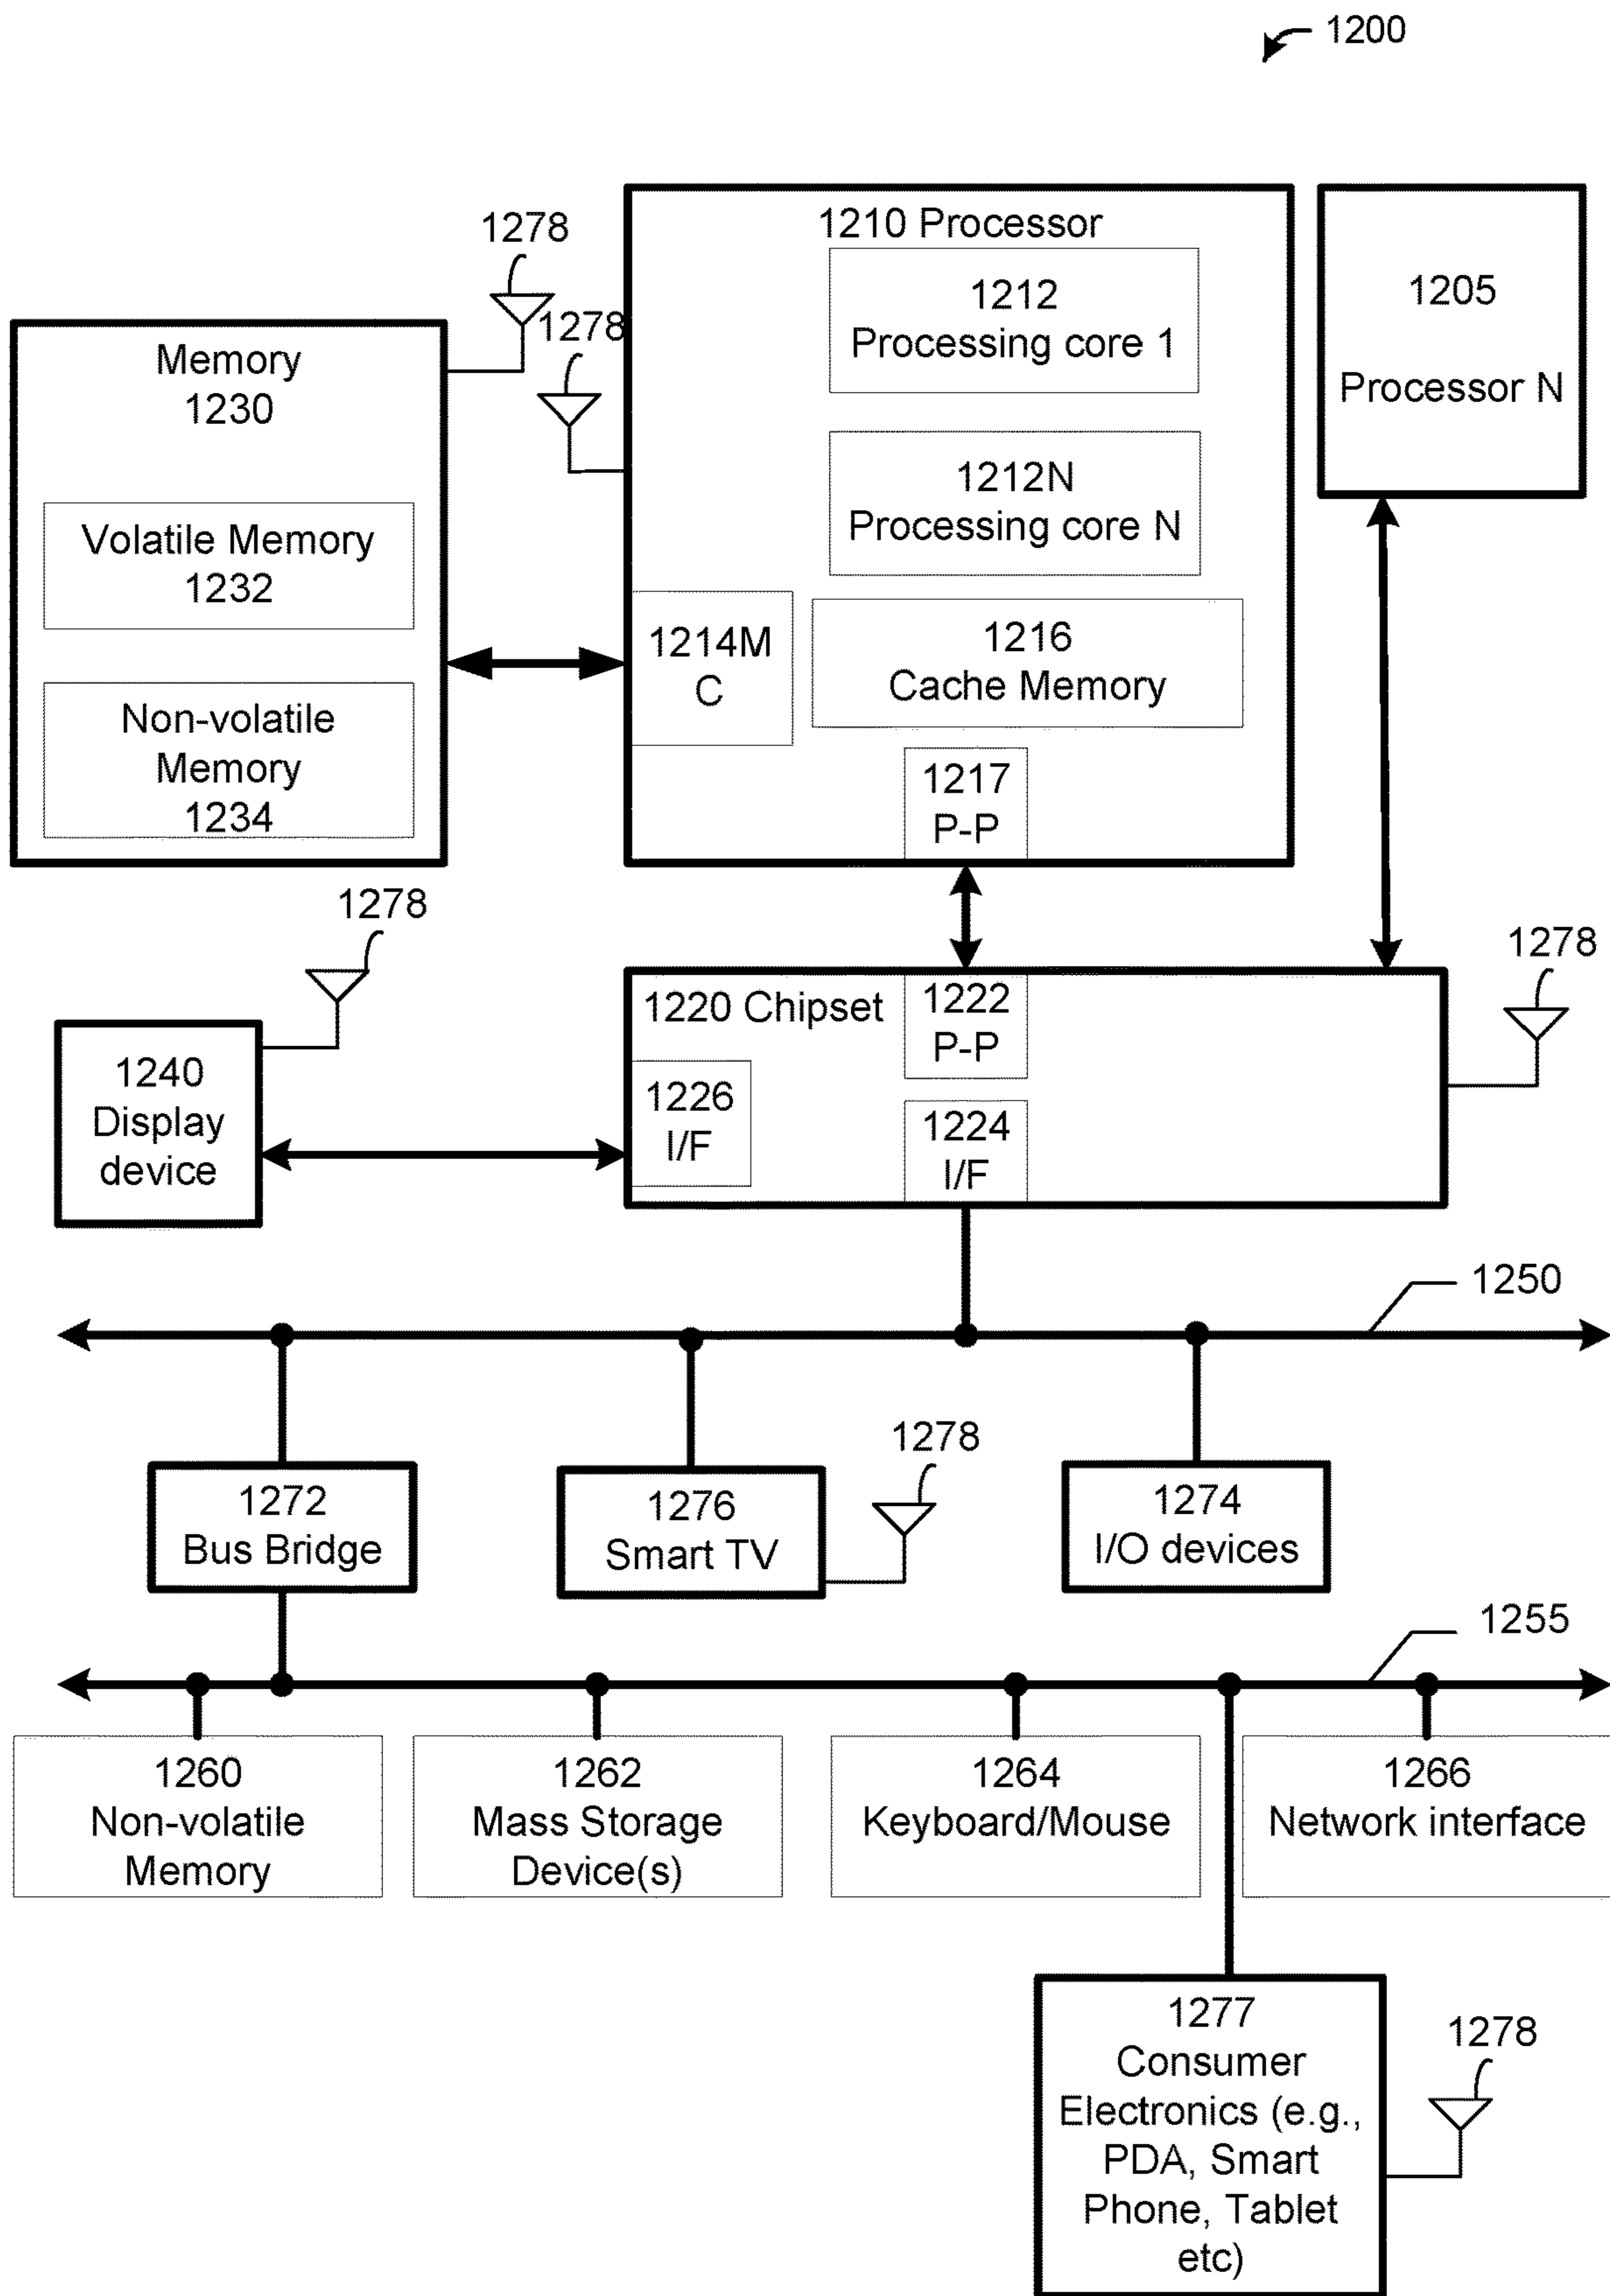 1200
1278
1278
1210 Processor
1212
Processing core 1
1205
Processor N
Memory
1230
1212N
Processing core N
Volatile Memory
1232
1214M
C
1216
Cache Memory
Non-volatile
Memory
1234
1217
P-P
1278
1278
1220 Chipset
1222
P-P
1240
Display
device
1226
I/F
1224
I/F
1250
1278
1272
Bus Bridge
1276
Smart TV
1274
I/O devices
1255
1260
Non-volatile
Memory
1262
Mass Storage
Device(s)
1264
Keyboard/Mouse
1266
Network interface
1277
Consumer
Electronics (e.g.,
PDA, Smart
Phone, Tablet
etc)
1278